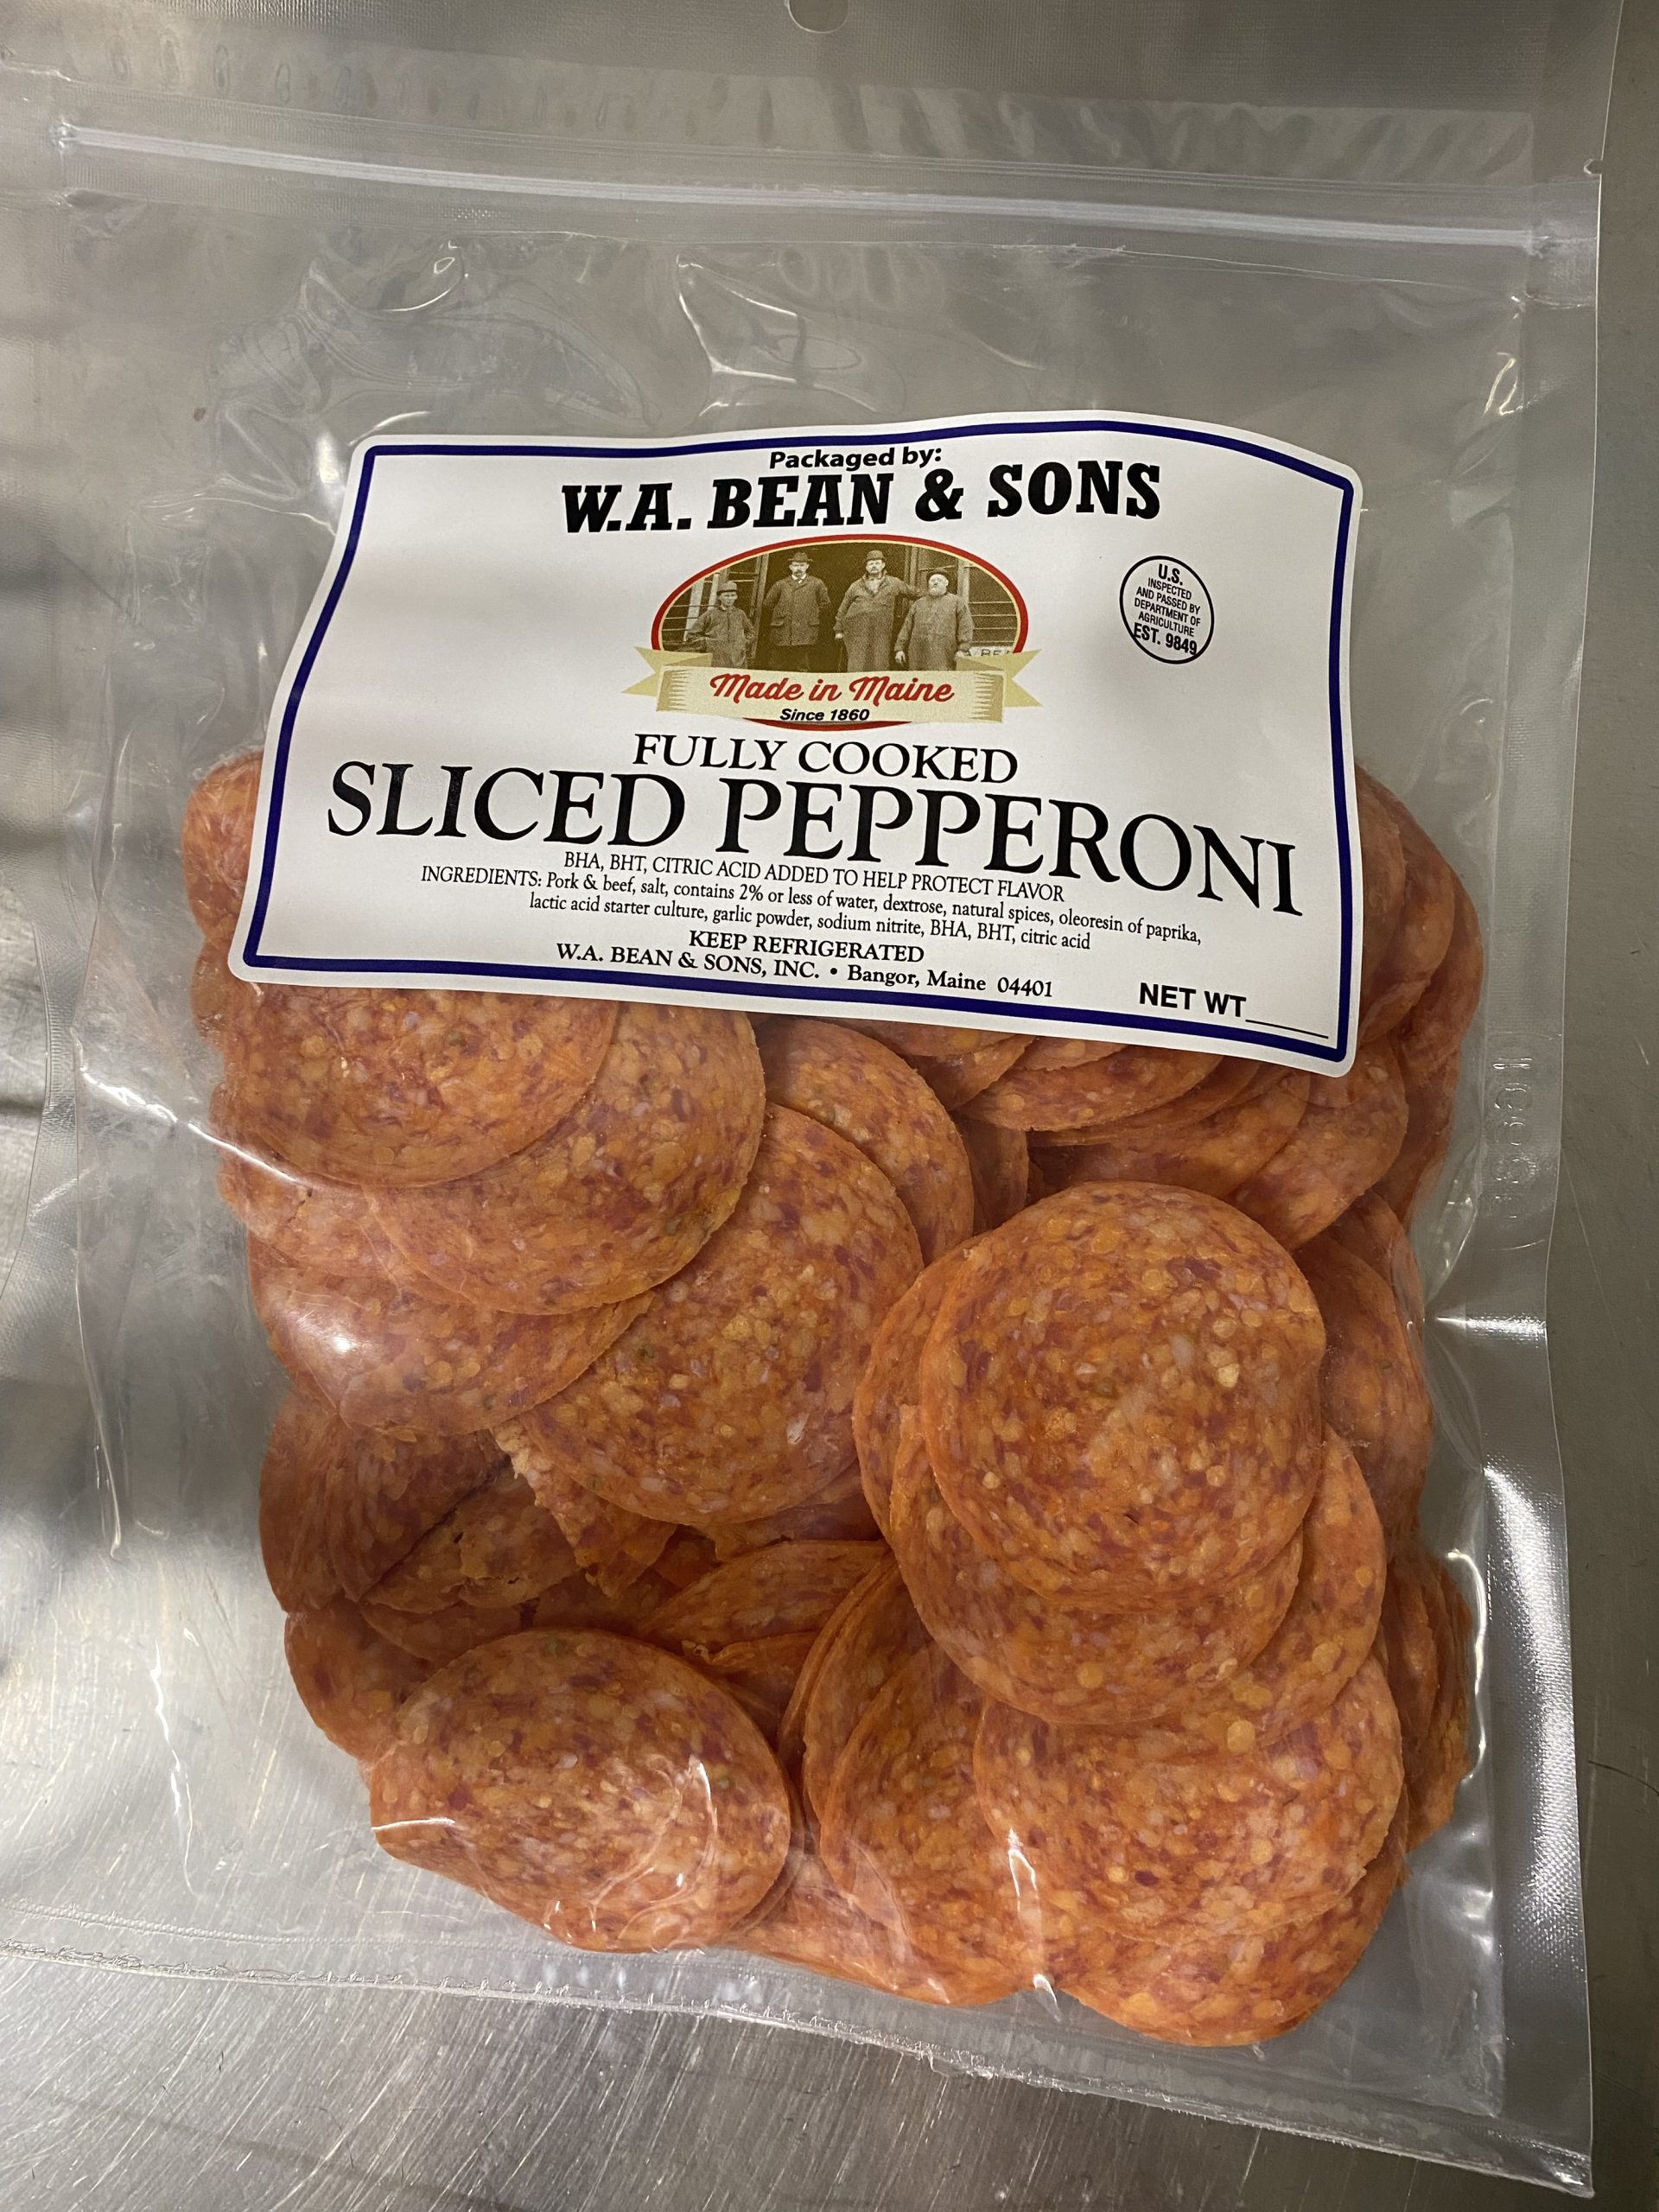 Packaged by:
W.A. BEAN & SONS
U.S.
INSPECTED
AND PASSED BY
DEPARTMENT OF
AGRICULTURE
EST. 9849
Made in Maine
Since 1860
FULLY COOKED
SLICED PEPPERONI
BHA, BHT, CITRIC ACID ADDED TO HELP PROTECT FLAVOR
INGREDIENTS: Pork & beef, salt, contains 2% or less of water, dextrose, natural spices, oleoresin of paprika,
lactic acid starter culture, garlic powder, sodium nitrite, BHA, BHT, citric acid
KEEP REFRIGERATED
W.A. BEAN & SONS, INC. • Bangor, Maine 04401
NET WT_____